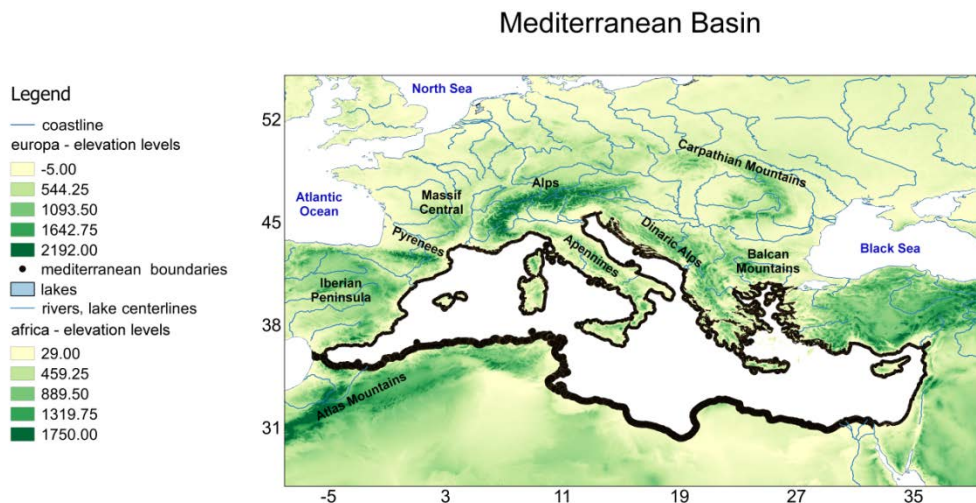 Mediterranean Basin
Legend
coastline
europa - elevation levels
-5.00
544.25
1093.50
1642.75
2192.00
mediterranean boundaries
lakes
rivers, lake centerlines
africa - elevation levels
29.00
459.25
889.50
1319.75
1750.00
52
45
38
31
-5
3
11
19
27
35
North Sea
Atlantic
Ocean
Massif
Central
Alps
Carpathian Mountains
Pyrenees
Iberian
Peninsula
Apennines
Dinaric Alps
Balcan
Mountains
Black Sea
Atlas Mountains